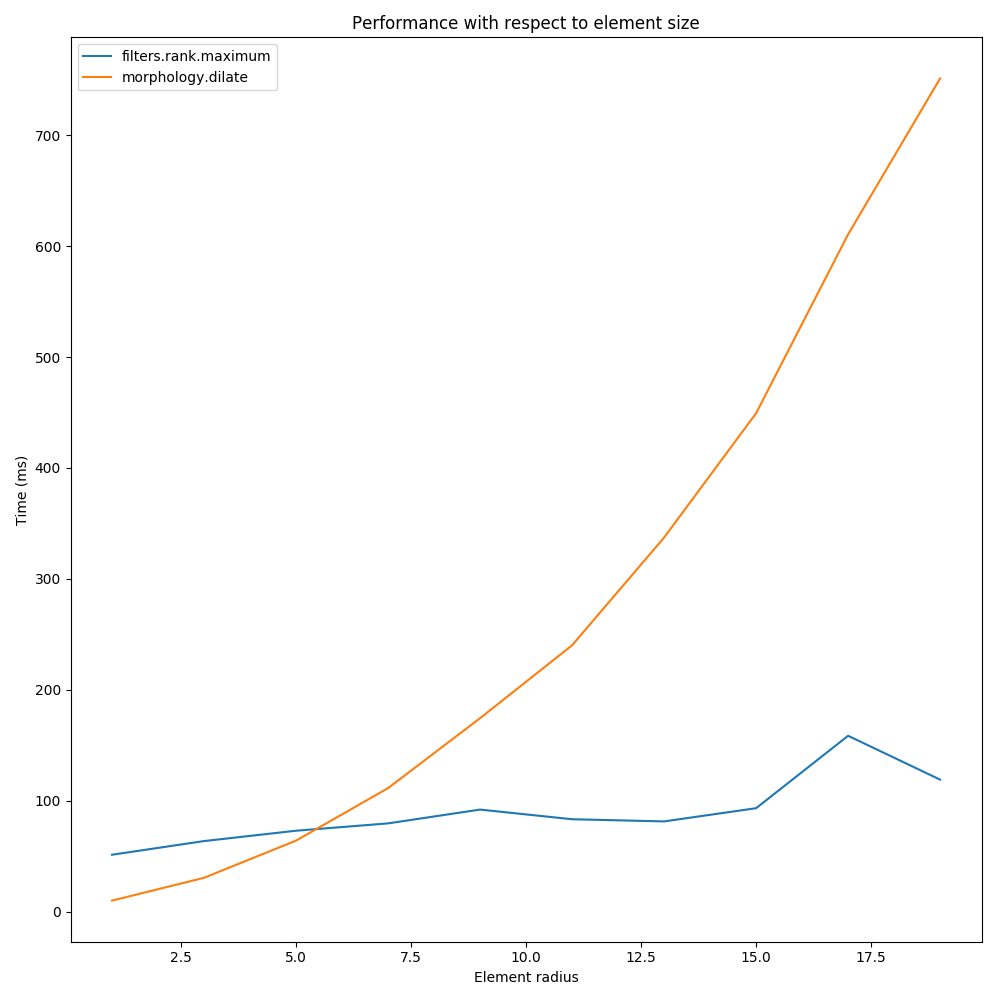 Performance with respect to element size
filters.rank.maximum
morphology.dilate
700
600
500
400
300
200
100
0
Time (ms)
2.5 5.0 7.5 10.0 12.5 15.0 17.5
Element radius